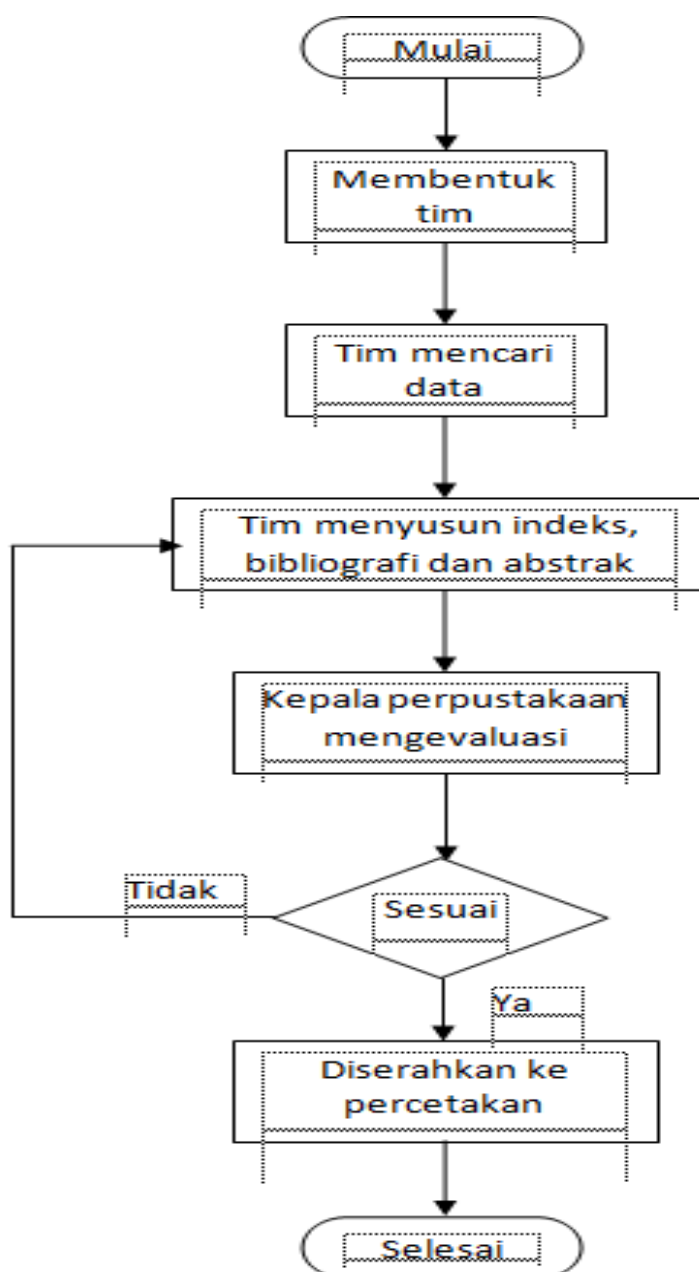 Mulai
Membentuk
tim
Tim mencari
data
Tim menyusun indeks,
bibliografi dan abstrak
Kepala perpustakaan
mengevaluasi
Tidak
Sesuai
Ya
Diserahkan ke
percetakan
Selesai